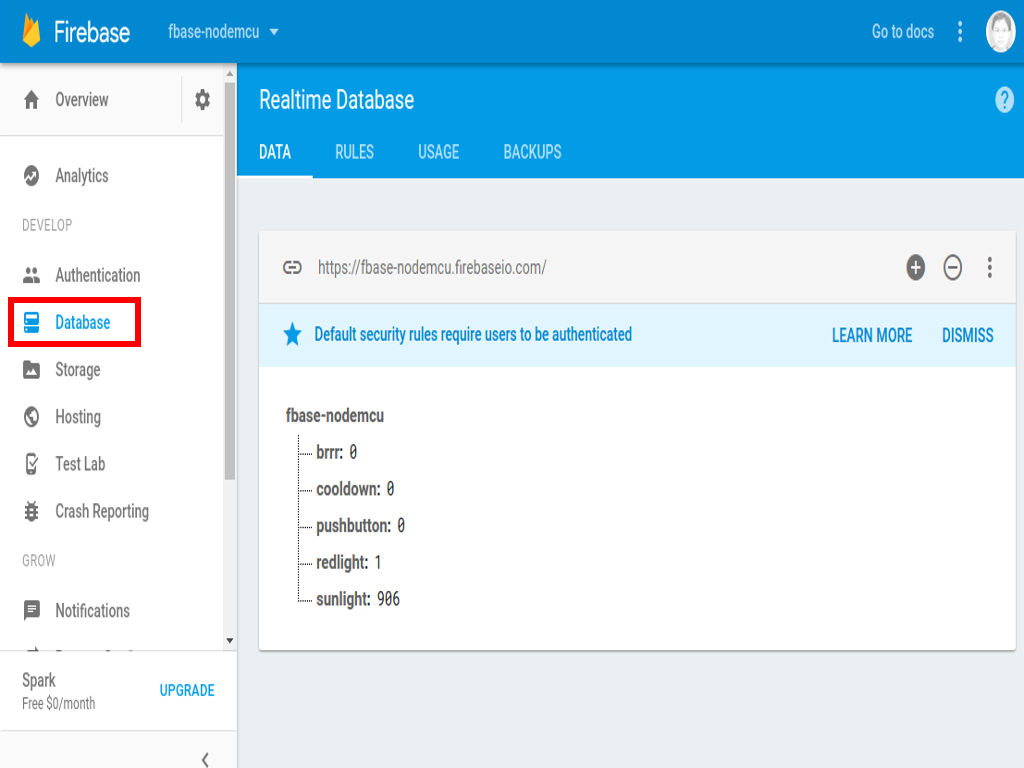 Firebase
fbase-nodemcu
Go to docs
Overview
Analytics
DEVELOP
Authentication
Database
Storage
Hosting
Test Lab
Crash Reporting
GROW
Notifications
Spark
Free $0/month
UPGRADE
Realtime Database
?
DATA
RULES
USAGE
BACKUPS
https://fbase-nodemcu.firebaseio.com/
Default security rules require users to be authenticated
LEARN MORE
DISMISS
fbase-nodemcu
brrr: 0
cooldown: 0
pushbutton: 0
redlight: 1
sunlight: 906